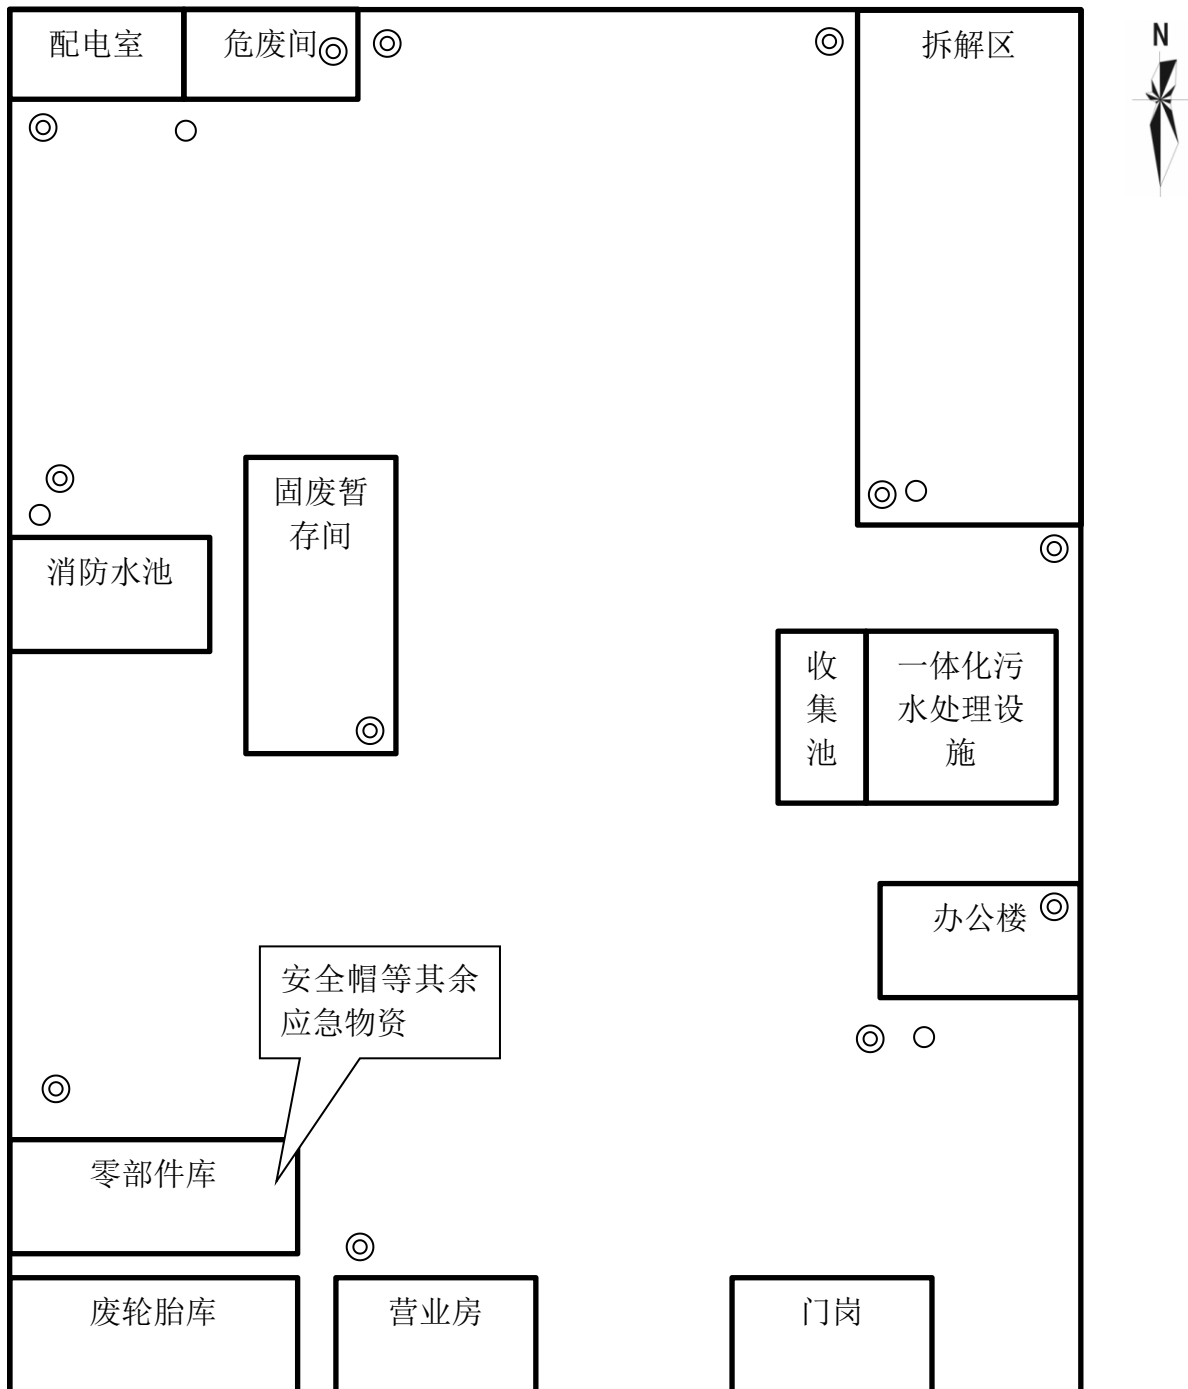 配电室
危废间
拆解区
N
固废暂
存间
消防水池
收
集
池
一体化污
水处理设
施
办公楼
安全帽等其余
应急物资
零部件库
废轮胎库
营业房
门岗